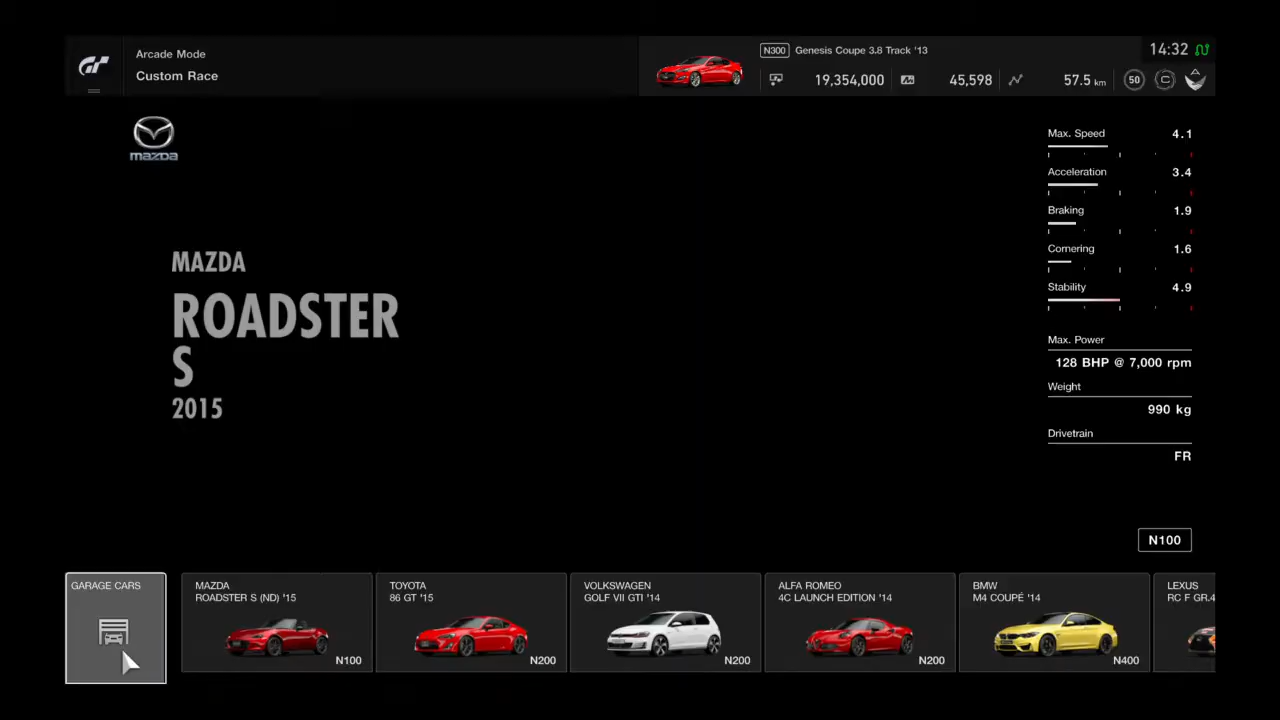 Arcade Mode
Custom Race
N300 Genesis Coupe 3.8 Track '13
19,354,000 45,598 57.5 km 50 C
14:32
mazda
MAZDA
ROADSTER
S
2015
Max. Speed 4.1
Acceleration 3.4
Braking 1.9
Cornering 1.6
Stability 4.9
Max. Power
128 BHP @ 7,000 rpm
Weight
990 kg
Drivetrain
FR
N100
GARAGE CARS
MAZDA
ROADSTER S (ND) '15
N100
TOYOTA
86 GT '15
N200
VOLKSWAGEN
GOLF VII GTI '14
N200
ALFA ROMEO
4C LAUNCH EDITION '14
N200
BMW
M4 COUPÉ '14
N400
LEXUS
RC F GR.4